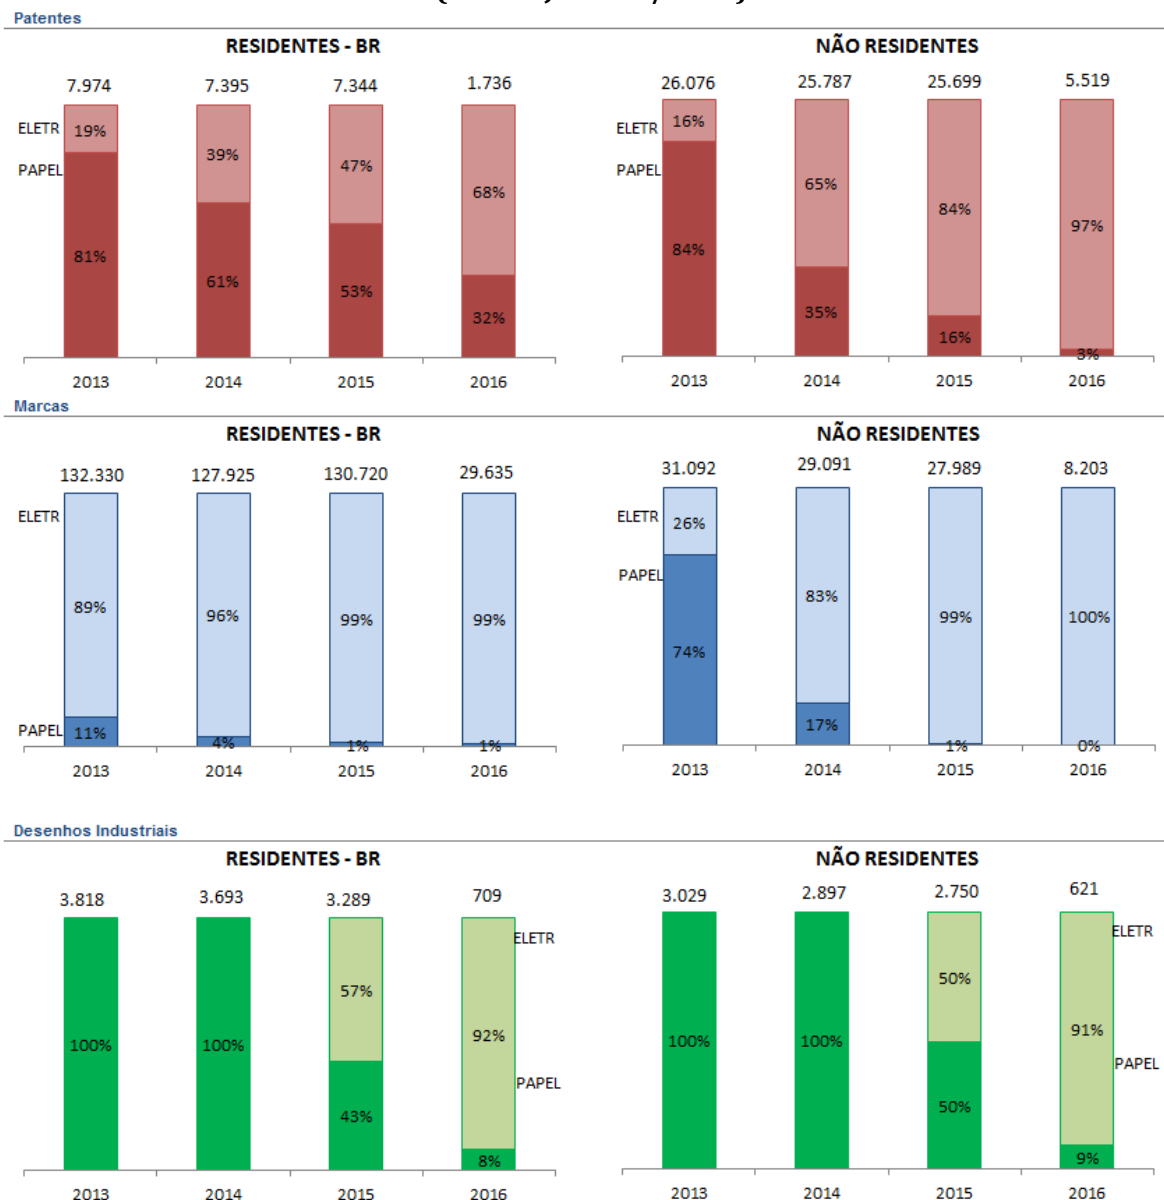 Patentes
RESIDENTES - BR
7.974 7.395 7.344 1.736
ELETR 19% 39% 47% 68%
PAPEL 81% 61% 53% 32%
2013 2014 2015 2016
NÃO RESIDENTES
26.076 25.787 25.699 5.519
ELETR 16% 65% 84% 97%
PAPEL 84% 35% 16% 3%
2013 2014 2015 2016
Marcas
RESIDENTES - BR
132.330 127.925 130.720 29.635
ELETR 89% 96% 99% 99%
PAPEL 11% 4% 1% 1%
2013 2014 2015 2016
NÃO RESIDENTES
31.092 29.091 27.989 8.203
ELETR 26% 83% 99% 100%
PAPEL 74% 17% 1% 0%
2013 2014 2015 2016
Desenhos Industriais
RESIDENTES - BR
3.818 3.693 3.289 709
57% 92% ELETR
100% 100% 43% 8% PAPEL
2013 2014 2015 2016
NÃO RESIDENTES
3.029 2.897 2.750 621
50% 91% ELETR
100% 100% 50% 9% PAPEL
2013 2014 2015 2016